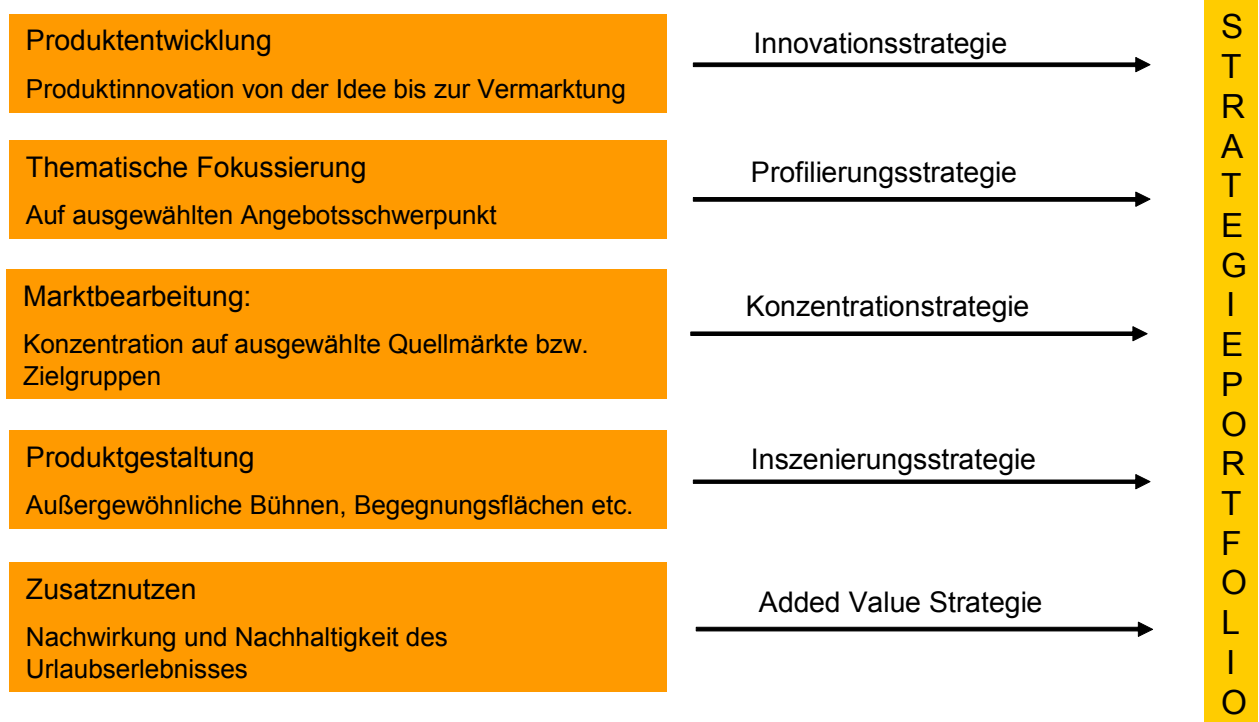 Produktentwicklung
Produktinnovation von der Idee bis zur Vermarktung
Innovationsstrategie
Thematische Fokussierung
Auf ausgewählten Angebotsschwerpunkt
Profilierungsstrategie
Marktbearbeitung:
Konzentration auf ausgewählte Quellmärkte bzw.
Zielgruppen
Konzentrationstrategie
Produktgestaltung
Außergewöhnliche Bühnen, Begegnungsflächen etc.
Inszenierungsstrategie
Zusatznutzen
Nachwirkung und Nachhaltigkeit des
Urlaubserlebnisses
Added Value Strategie
STRATEGIEPORTFOLIO